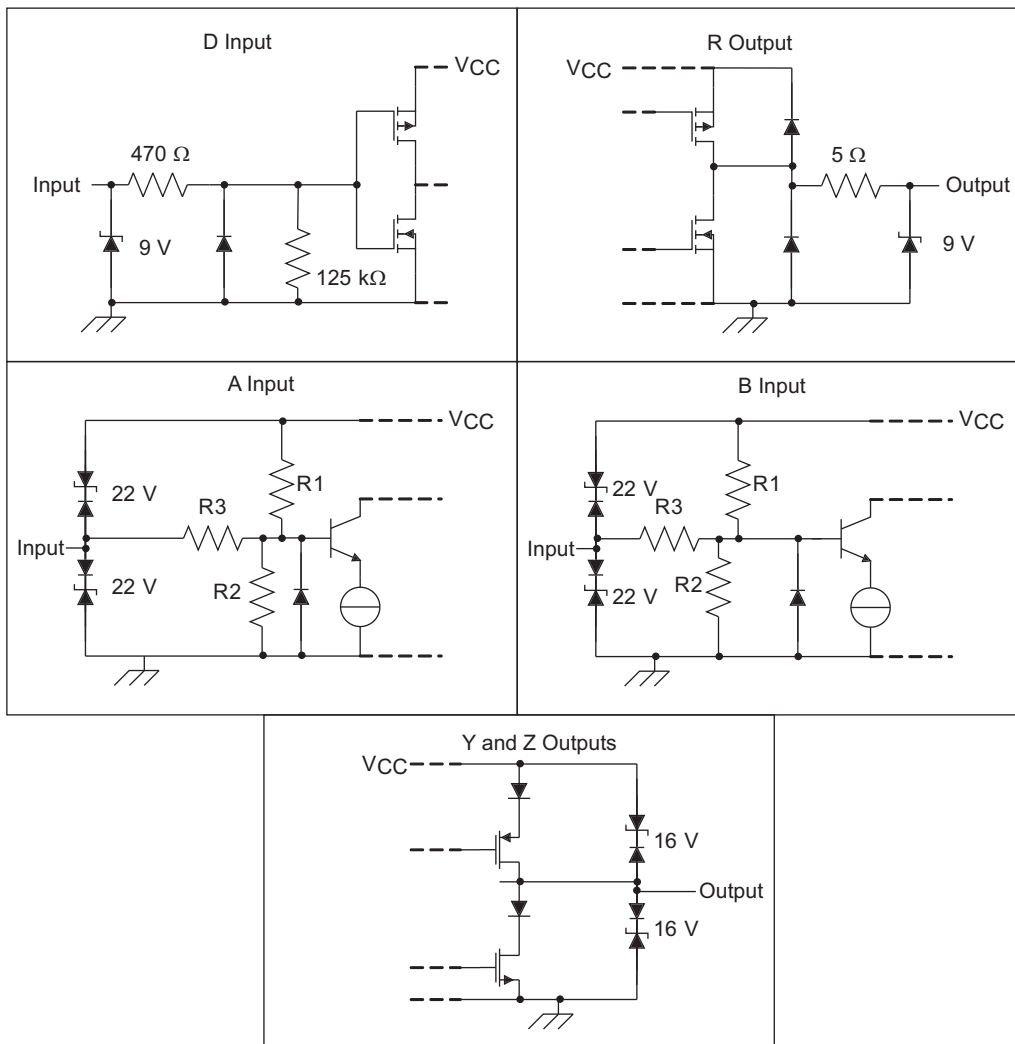 D Input
VCC
470 Ω
Input
9 V
125 kΩ
R Output
VCC
5 Ω
Output
9 V
A Input
VCC
22 V
R1
R3
Input
22 V
R2
B Input
VCC
22 V
R1
R3
Input
22 V
R2
Y and Z Outputs
VCC
16 V
Output
16 V